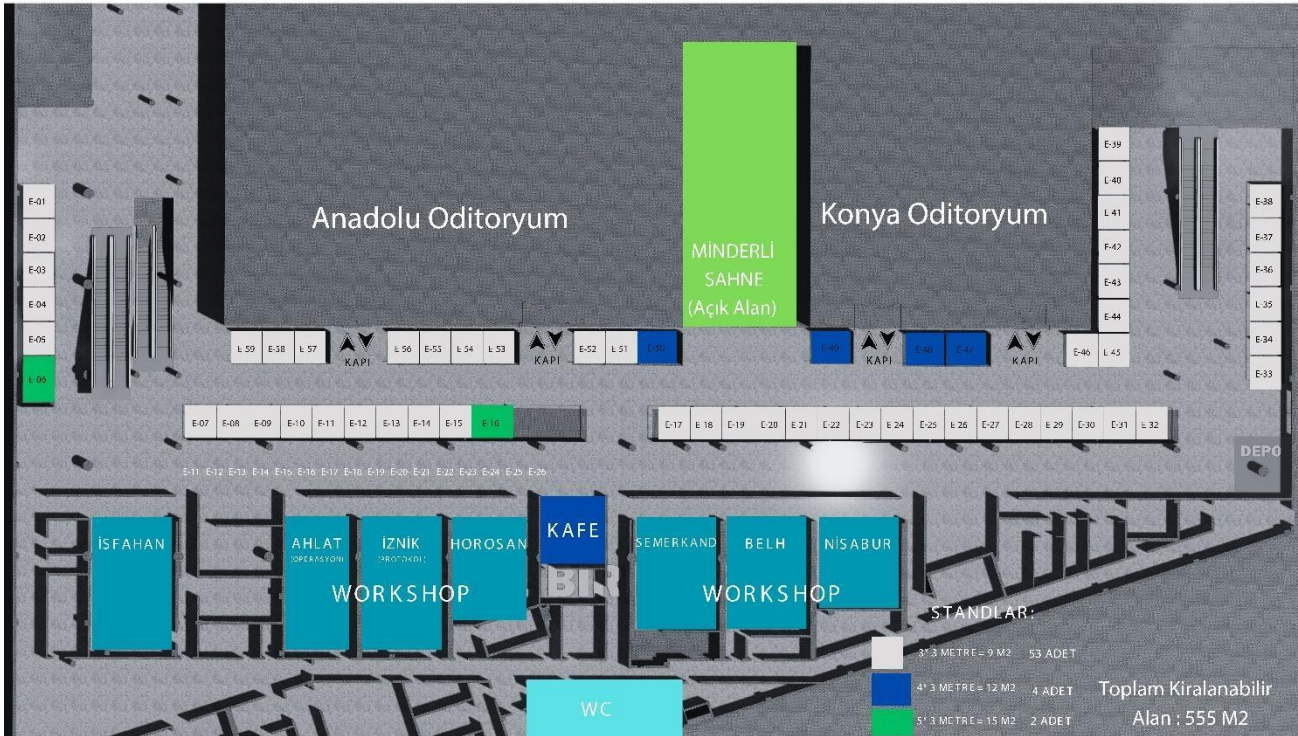 Anadolu Oditoryum
Konya Oditoryum
MİNDERLİ
SAHNE
(Açık Alan)
E-01
E-02
E-03
E-04
E-05
E-06
E-39
E-40
E 41
E-42
E-43
E-44
E-38
E-37
E-36
E-35
E-34
E-33
E 59 E-58 E 57 KAPI E 56 E-55 E 54 E 53 KAPI E-52 E 51 E-50 E-49 KAPI E-48 E-47 KAPI E-46 E 45
E-07 E-08 E-09 E-10 E-11 E-12 E-13 E-14 E-15 E-16 E-17 E 18 E-19 E-20 E 21 E-22 E-23 E 24 E-25 E 26 E-27 E-28 E 29 E-30 E-31 E 32
DEPO
E-11 E-12 E-13 E-14 E-15 E-16 E-17 E-18 E-19 E-20 E-21 E-22 E-23 E-24 E-25 E-26
İSFAHAN
AHLAT
(OPERASYON)
İZNİK
(PROTOKOL)
HOROSAN
KAFE
SEMERKAND
BELH
NİSABUR
BİR
WORKSHOP
WORKSHOP
WC
STANDLAR:
3* 3 METRE = 9 M2 53 ADET
4* 3 METRE = 12 M2 4 ADET
5* 3 METRE = 15 M2 2 ADET
Toplam Kiralanabilir
Alan : 555 M2